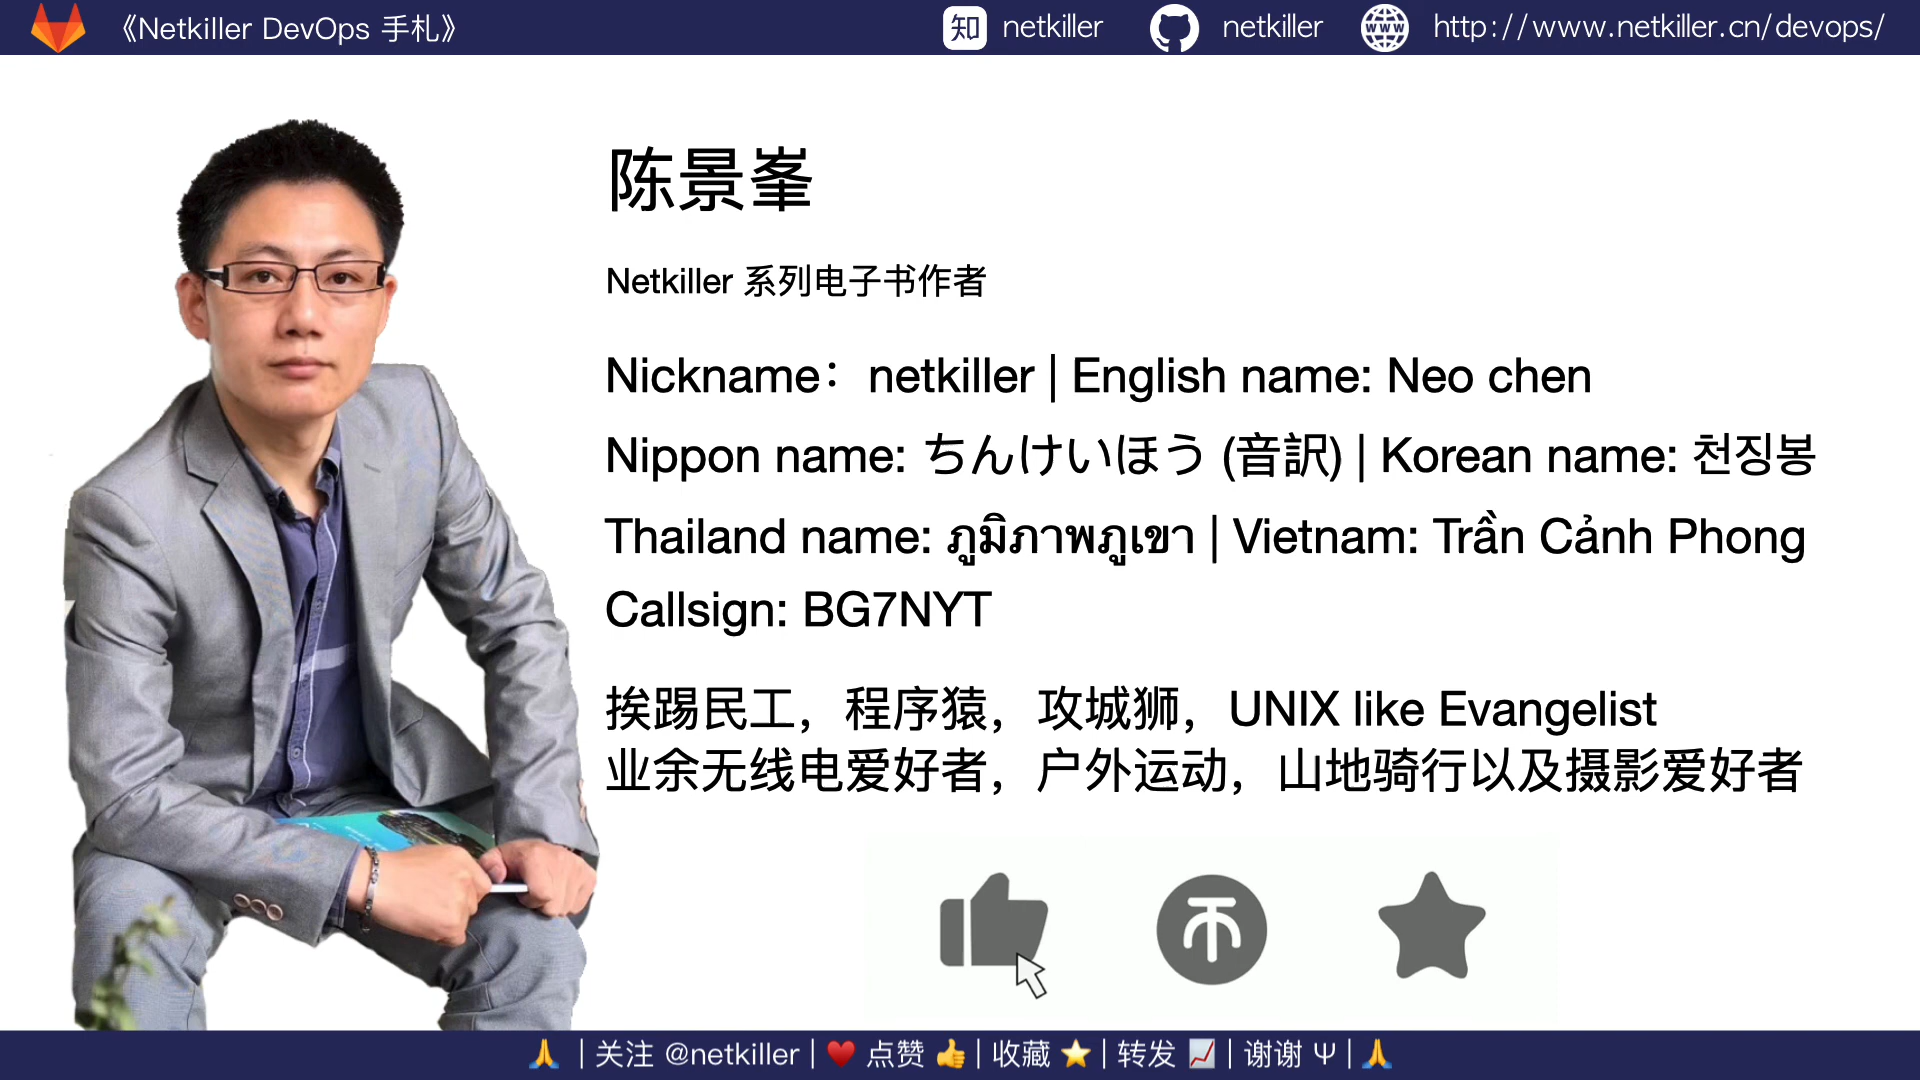 《Netkiller DevOps 手札》
知 netkiller
netkiller
WWW http://www.netkiller.cn/devops/
陈景峯
Netkiller 系列电子书作者
Nickname：netkiller | English name: Neo chen
Nippon name: ちんけいほう (音訳) | Korean name: 천징봉
Thailand name: ภูมิภาพภูเขา | Vietnam: Trần Cảnh Phong
Callsign: BG7NYT
挨踢民工，程序猿，攻城狮，UNIX like Evangelist
业余无线电爱好者，户外运动，山地骑行以及摄影爱好者
🙏 | 关注 @netkiller | ♥️ 点赞 👍 | 收藏 ⭐ | 转发 📈 | 谢谢 Ψ | 🙏